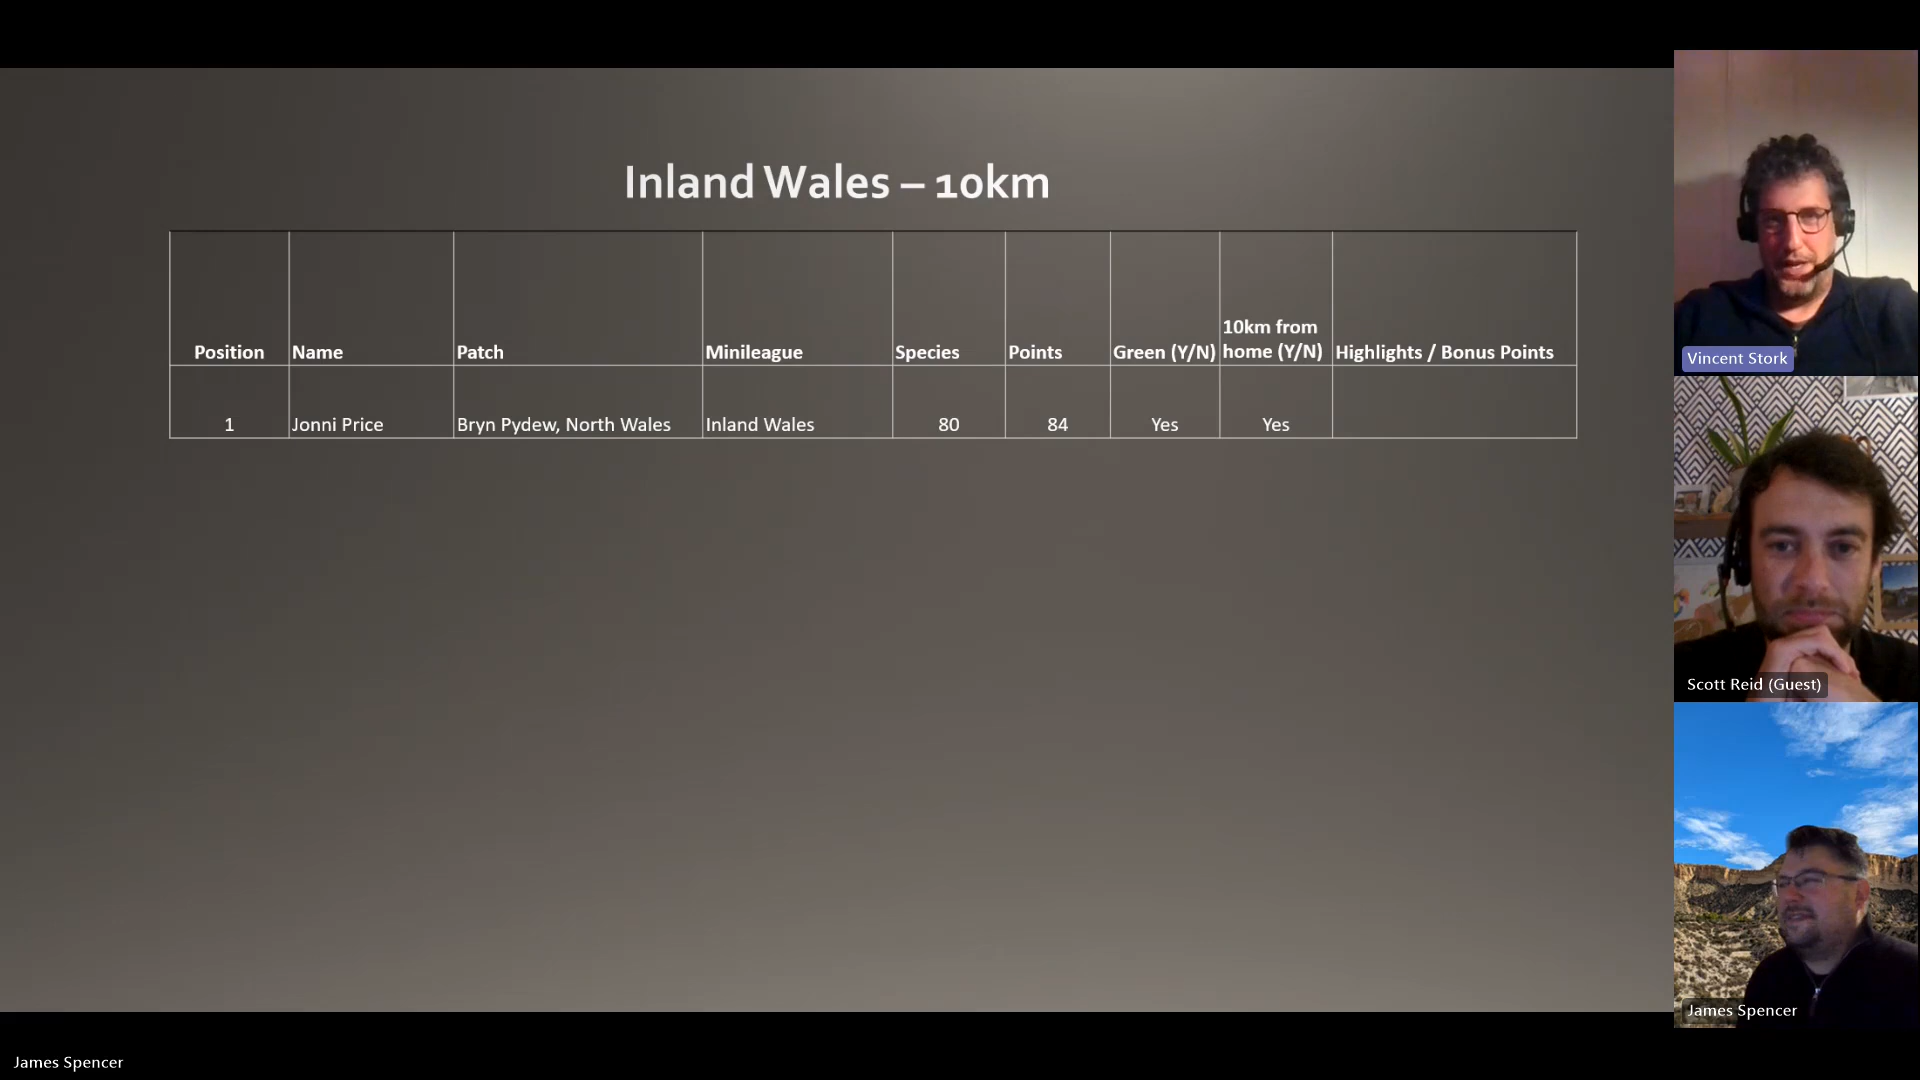 Inland Wales – 10km
Position Name Patch Minileague Species Points Green (Y/N) 10km from home (Y/N) Highlights / Bonus Points
1 Jonni Price Bryn Pydew, North Wales Inland Wales 80 84 Yes Yes
Vincent Stork
Scott Reid (Guest)
James Spencer
James Spencer